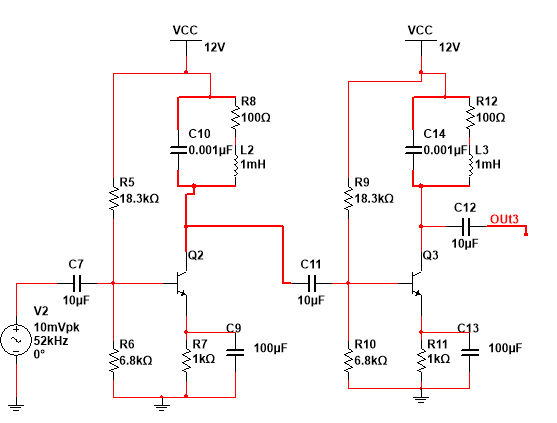 VCC
12V
R8
100Ω
C10
0.001µF
L2
1mH
R5
18.3kΩ
Q2
C7
10µF
V2
10mVpk
52kHz
0°
R6
6.8kΩ
R7
1kΩ
C9
100µF
VCC
12V
R12
100Ω
C14
0.001µF
L3
1mH
R9
18.3kΩ
C12
10µF
OUt3
Q3
C11
10µF
R10
6.8kΩ
R11
1kΩ
C13
100µF